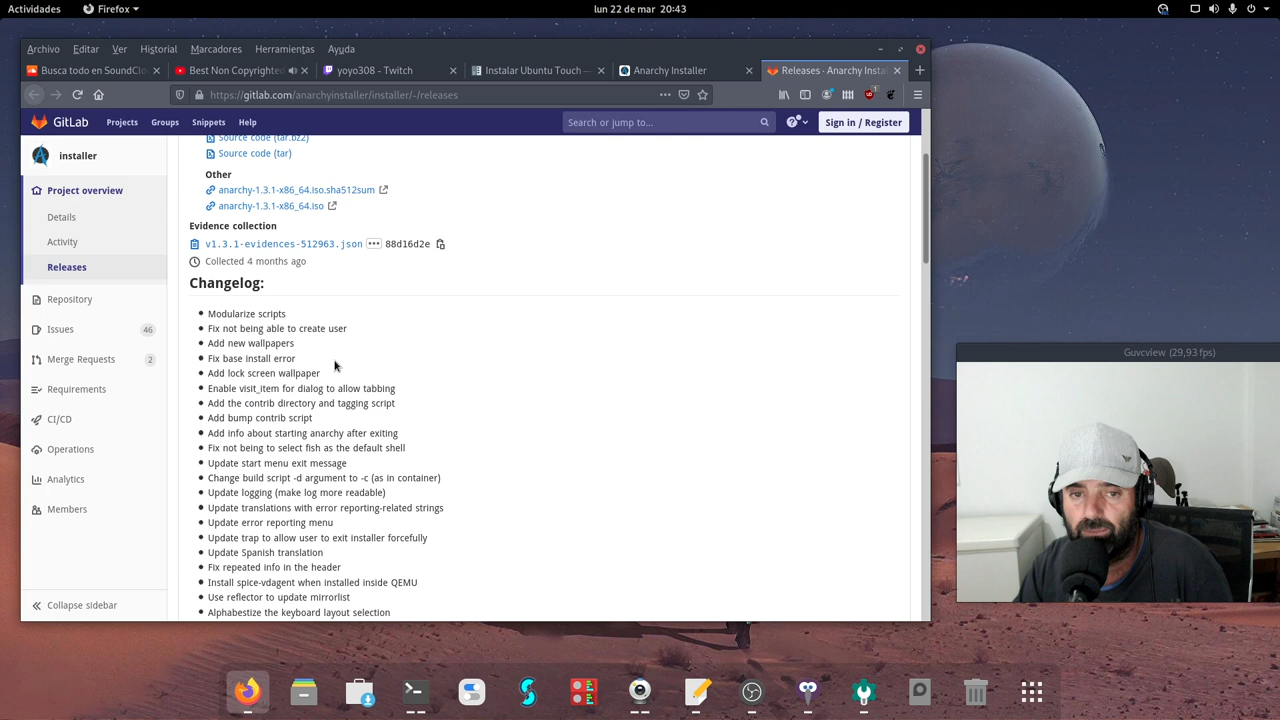 Actividades Firefox lun 22 de mar 20:43
Archivo Editar Ver Historial Marcadores Herramientas Ayuda
Busca todo en SoundCl Best Non Copyrighted yoyo308 - Twitch Instalar Ubuntu Touch — Anarchy Installer Releases · Anarchy Insta
https://gitlab.com/anarchyinstaller/installer/-/releases
GitLab Projects Groups Snippets Help Search or jump to... Sign in / Register
installer
Project overview
Details
Activity
Releases
Repository
Issues 46
Merge Requests 2
Requirements
CI/CD
Operations
Analytics
Members
Collapse sidebar
Source code (tar.bz2)
Source code (tar)
Other
anarchy-1.3.1-x86_64.iso.sha512sum
anarchy-1.3.1-x86_64.iso
Evidence collection
v1.3.1-evidences-512963.json 88d16d2e
Collected 4 months ago
Changelog:
Modularize scripts
Fix not being able to create user
Add new wallpapers
Fix base install error
Add lock screen wallpaper
Enable visit_item for dialog to allow tabbing
Add the contrib directory and tagging script
Add bump contrib script
Add info about starting anarchy after exiting
Fix not being to select fish as the default shell
Update start menu exit message
Change build script -d argument to -c (as in container)
Update logging (make log more readable)
Update translations with error reporting-related strings
Update error reporting menu
Update trap to allow user to exit installer forcefully
Update Spanish translation
Fix repeated info in the header
Install spice-vdagent when installed inside QEMU
Use reflector to update mirrorlist
Alphabestize the keyboard layout selection
Guvcview (29,93 fps)